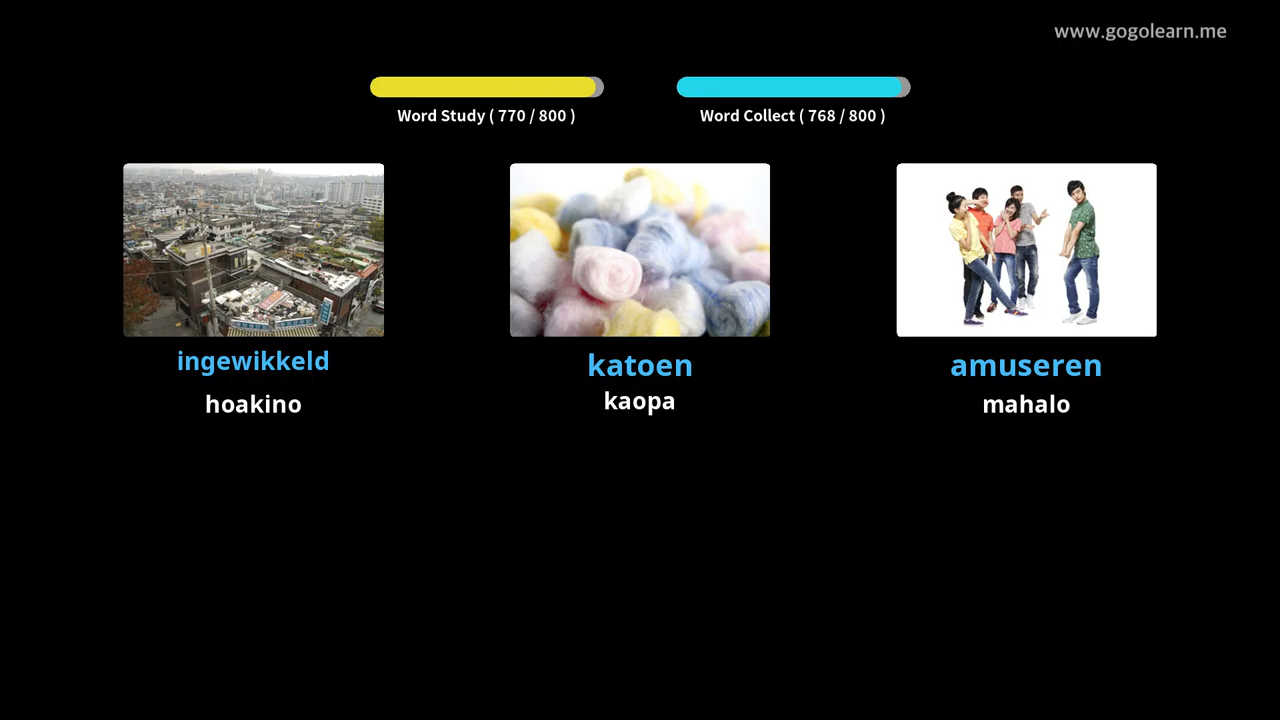 www.gogolearn.me
Word Study ( 770 / 800 )
Word Collect ( 768 / 800 )
ingewikkeld
katoen
amuseren
hoakino
kaopa
mahalo